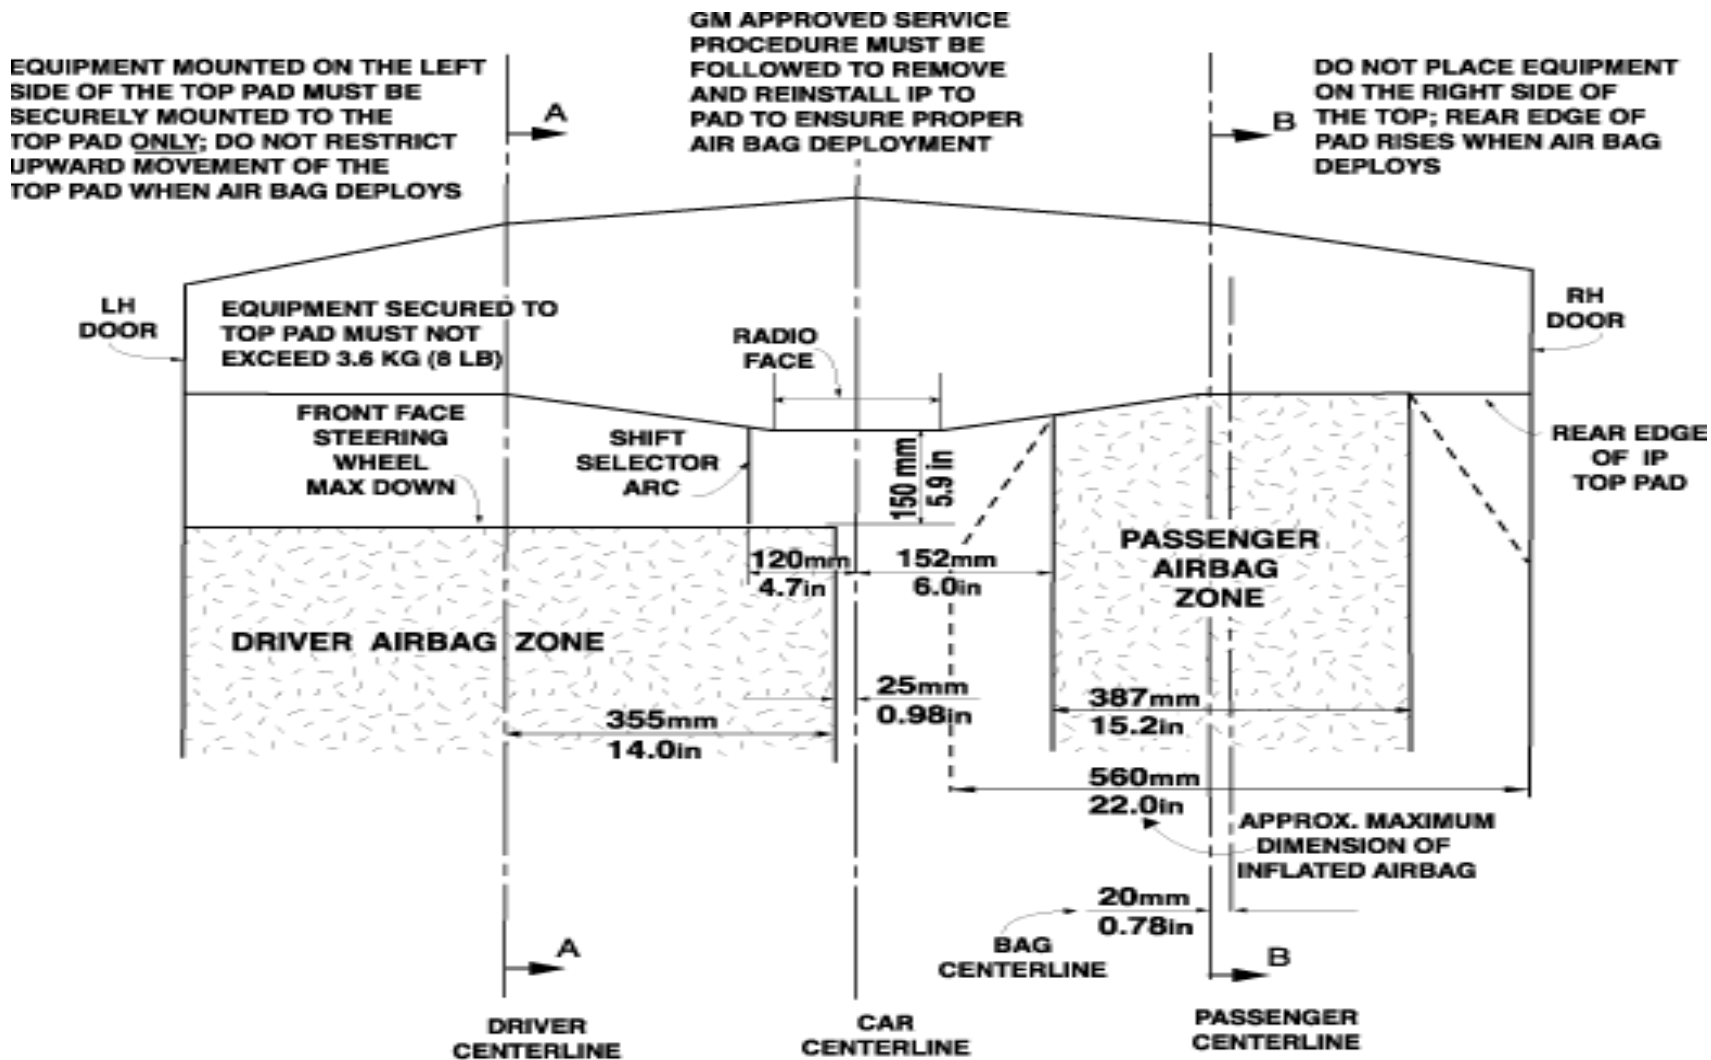 EQUIPMENT MOUNTED ON THE LEFT
SIDE OF THE TOP PAD MUST BE
SECURELY MOUNTED TO THE
TOP PAD ONLY; DO NOT RESTRICT
UPWARD MOVEMENT OF THE
TOP PAD WHEN AIR BAG DEPLOYS
A
GM APPROVED SERVICE
PROCEDURE MUST BE
FOLLOWED TO REMOVE
AND REINSTALL IP TO
PAD TO ENSURE PROPER
AIR BAG DEPLOYMENT
B
DO NOT PLACE EQUIPMENT
ON THE RIGHT SIDE OF
THE TOP; REAR EDGE OF
PAD RISES WHEN AIR BAG
DEPLOYS
LH
DOOR
EQUIPMENT SECURED TO
TOP PAD MUST NOT
EXCEED 3.6 KG (8 LB)
RADIO
FACE
RH
DOOR
FRONT FACE
STEERING
WHEEL
MAX DOWN
SHIFT
SELECTOR
ARC
150 mm
5.9 in
REAR EDGE
OF IP
TOP PAD
120mm
4.7in
152mm
6.0in
PASSENGER
AIRBAG
ZONE
DRIVER AIRBAG ZONE
25mm
0.98in
387mm
15.2in
355mm
14.0in
560mm
22.0in
APPROX. MAXIMUM
DIMENSION OF
INFLATED AIRBAG
20mm
0.78in
BAG
CENTERLINE
A
B
DRIVER
CENTERLINE
CAR
CENTERLINE
PASSENGER
CENTERLINE